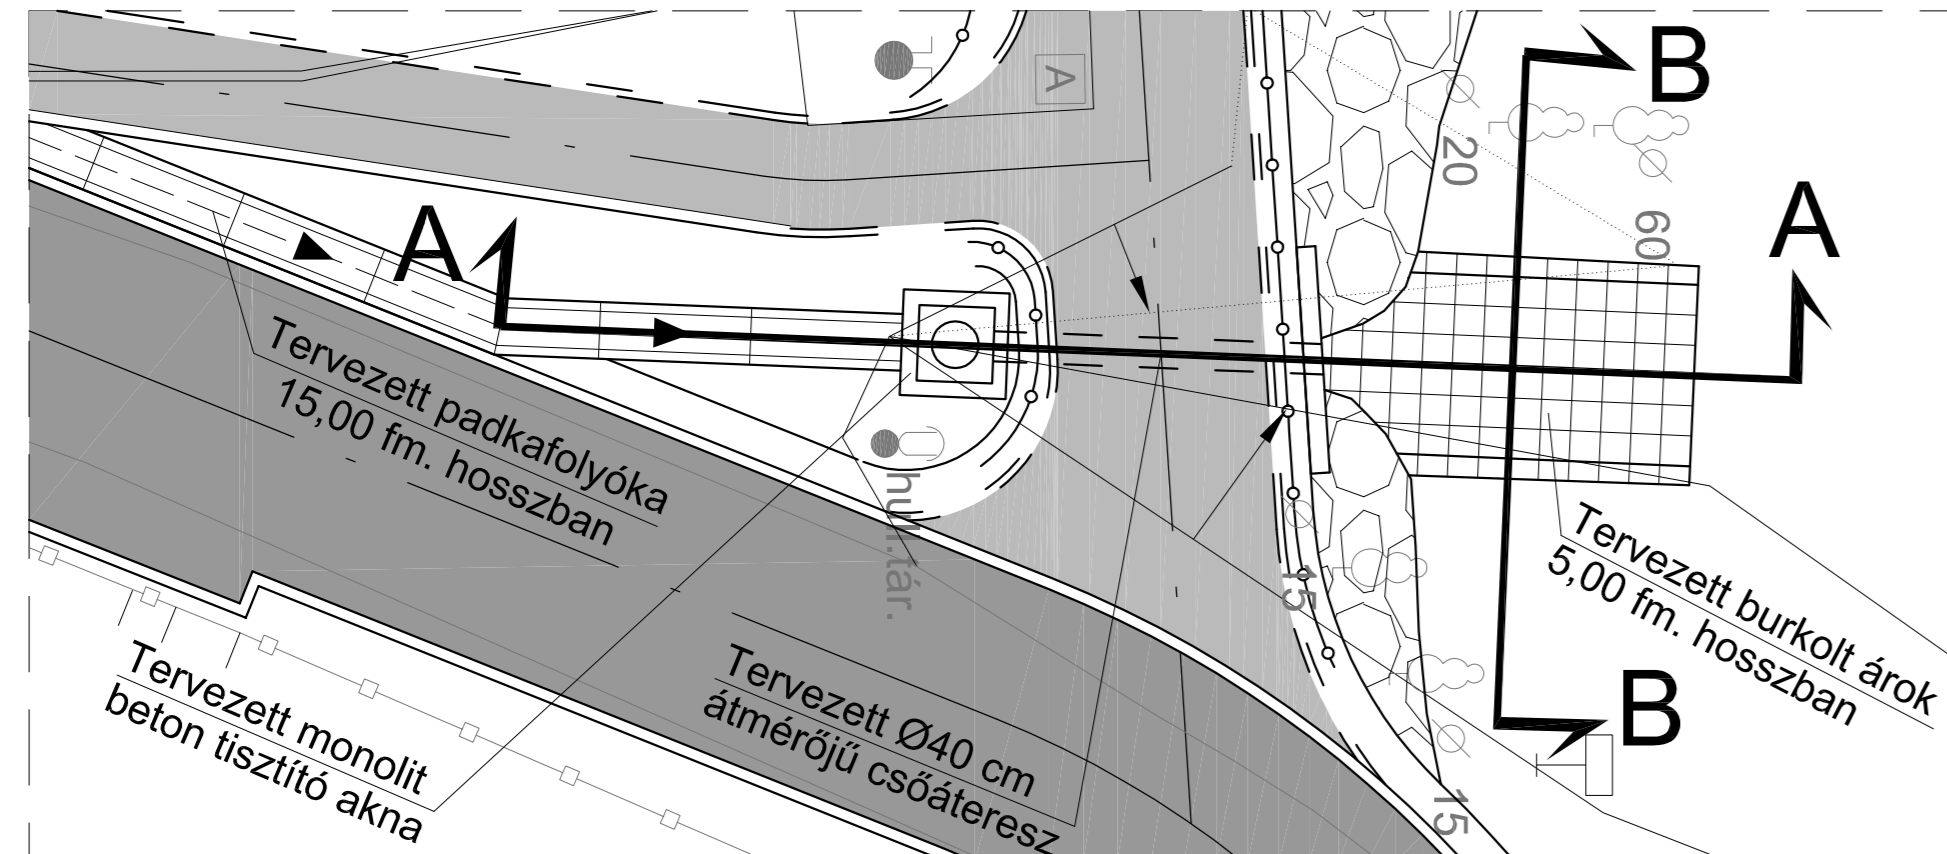 B
A
20
60
A
A
Tervezett padkafolyóka
15,00 fm. hosszban
hull.tár.
15
Tervezett burkolt árok
5,00 fm. hosszban
Tervezett monolit
beton tisztító akna
Tervezett Ø40 cm
átmérőjű csőáteresz
B
15